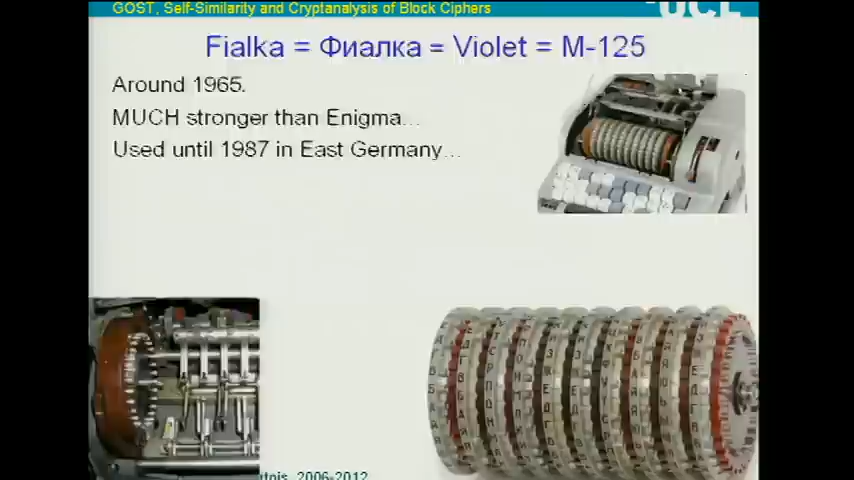 GOST, Self-Similarity and Cryptanalysis of Block Ciphers
UCL
Fialka = Фиалка = Violet = M-125
Around 1965.
MUCH stronger than Enigma...
Used until 1987 in East Germany...
2006-2012